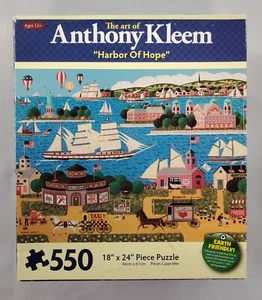 Ages 12+
The art of
Anthony Kleem
"Harbor Of Hope"
TAXI
EARTH
FRIENDLY!
550
18" x 24" Piece Puzzle